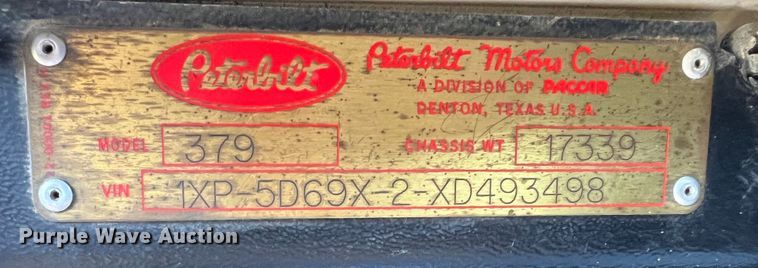 Peterbilt
Peterbilt Motors Company
A DIVISION OF PACCAR
DENTON, TEXAS U.S.A.
MODEL 379
CHASSIS WT 17339
VIN 1XP-5D69X-2-XD493498
Purple Wave Auction